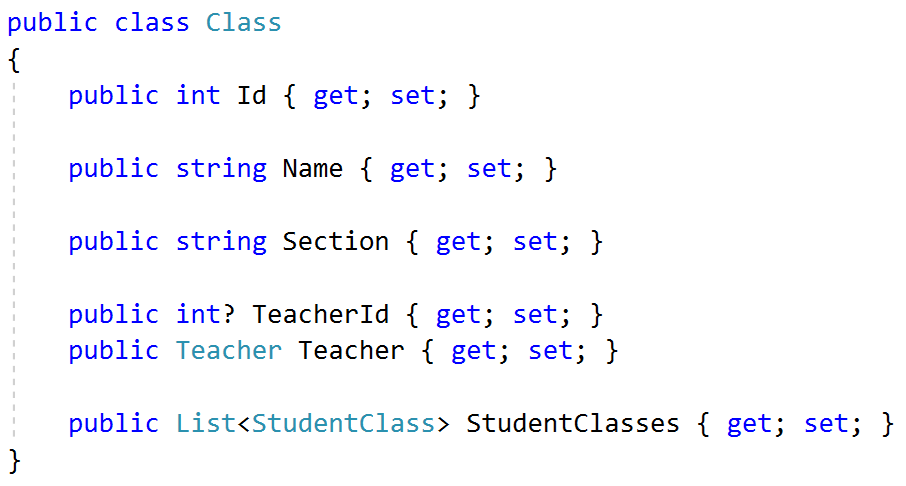 public class Class
{
public int Id { get; set; }
public string Name { get; set; }
public string Section { get; set; }
public int? TeacherId { get; set; }
public Teacher Teacher { get; set; }
public List<StudentClass> StudentClasses { get; set; }
}